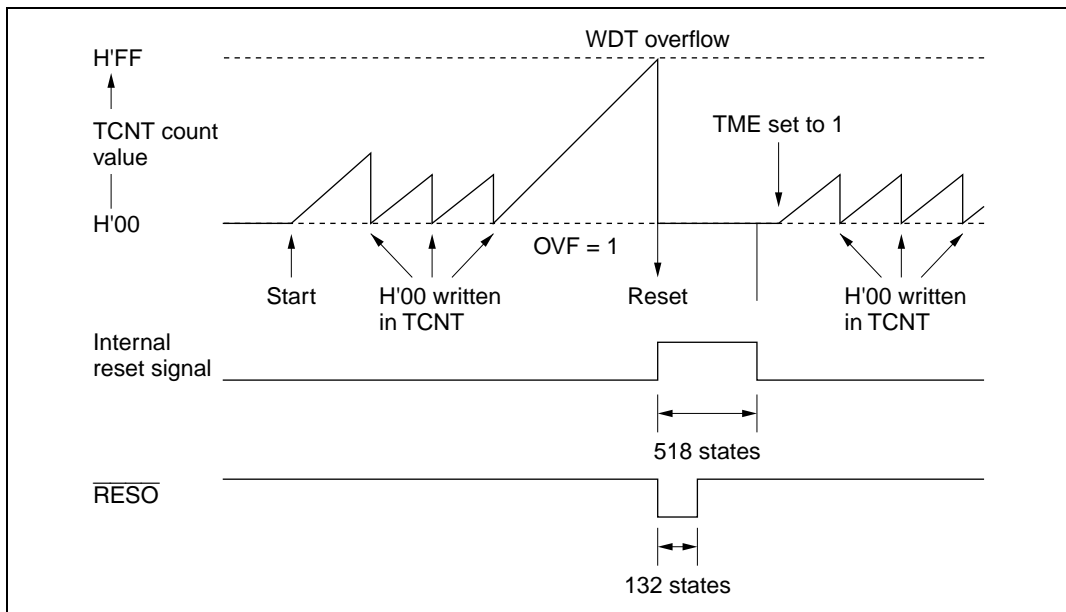 WDT overflow
H'FF
TME set to 1
TCNT count
value
H'00
OVF = 1
Start
H'00 written
in TCNT
Reset
H'00 written
in TCNT
Internal
reset signal
518 states
RESO
132 states